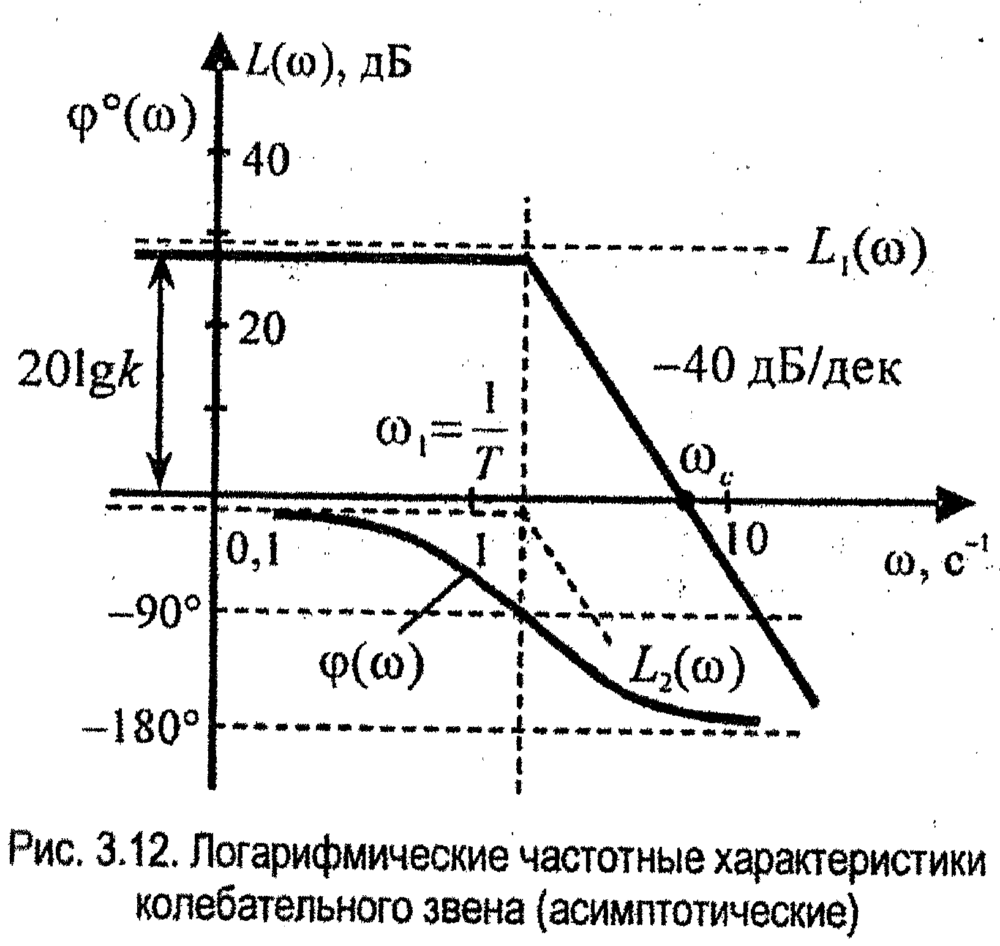 L(ω), дБ
φ°(ω)
40
L₁(ω)
20
20lgk
–40 дБ/дек
ω₁=1/T
ω𝑐
0,1
1
10
ω, с⁻¹
–90°
φ(ω)
L₂(ω)
–180°
Рис. 3.12. Логарифмические частотные характеристики
колебательного звена (асимптотические)